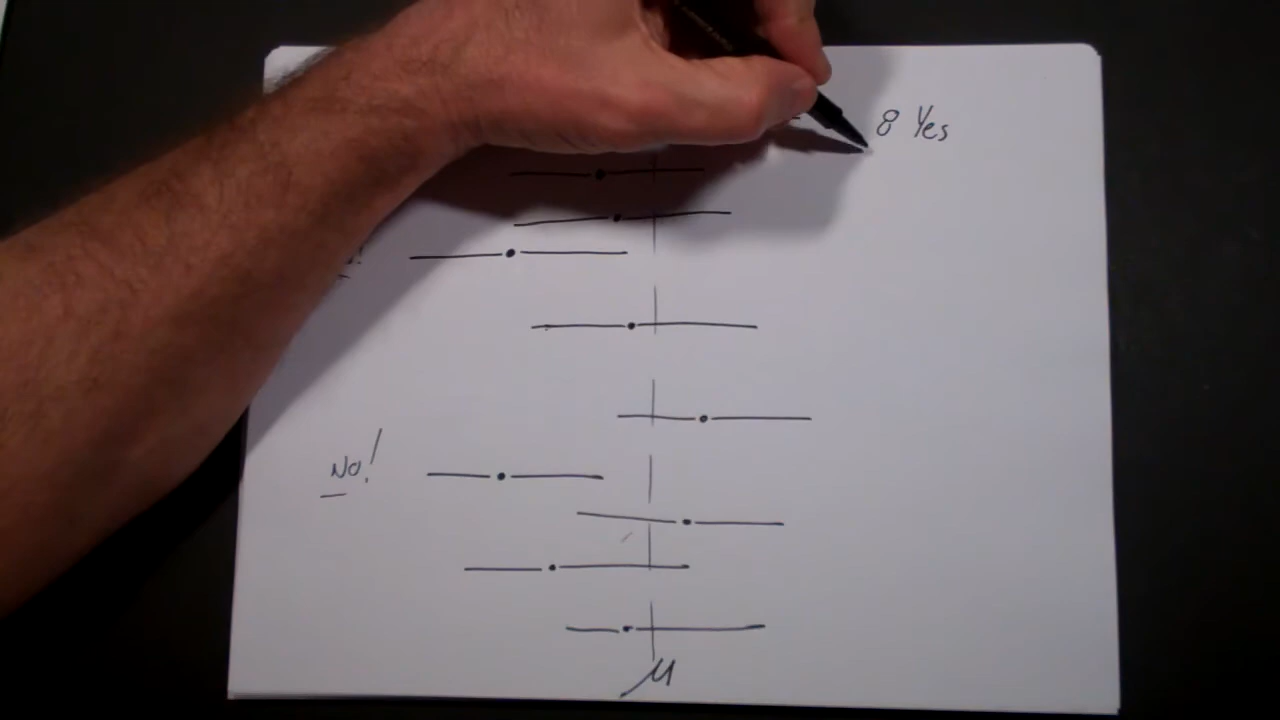 8 Yes
No!
μ